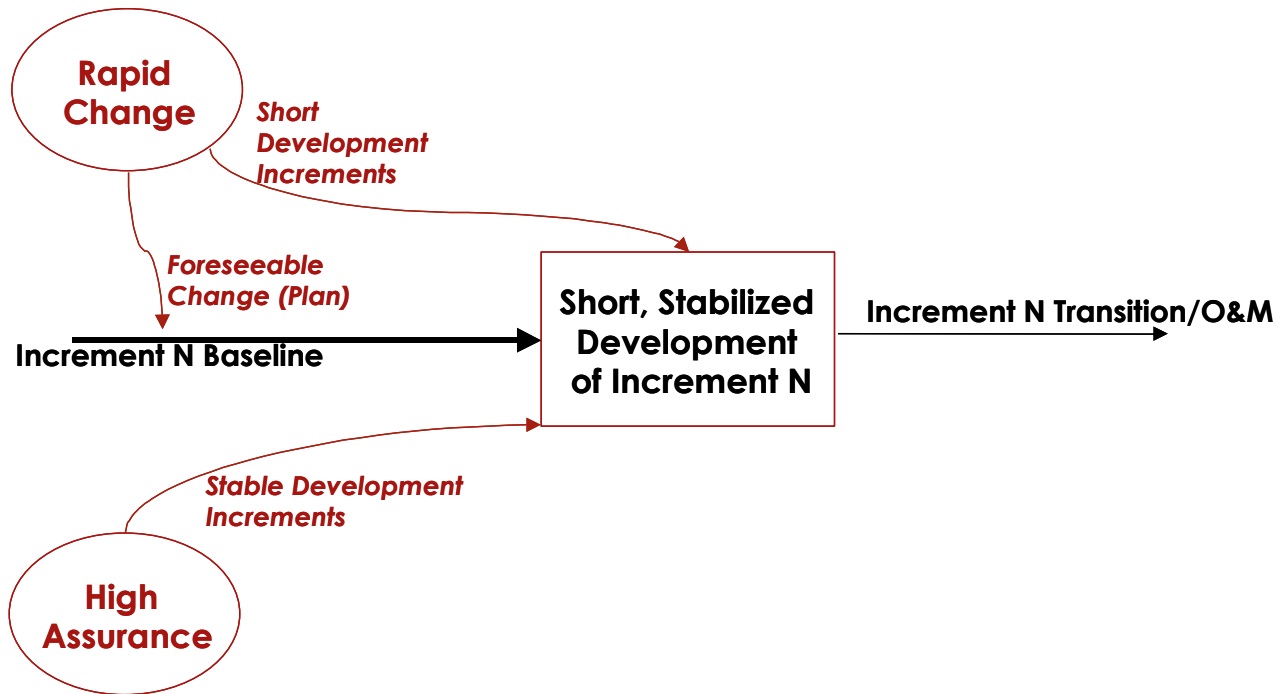 Rapid
Change
Short
Development
Increments
Foreseeable
Change (Plan)
Short, Stabilized
Development
of Increment N
Increment N Transition/O&M
Increment N Baseline
Stable Development
Increments
High
Assurance